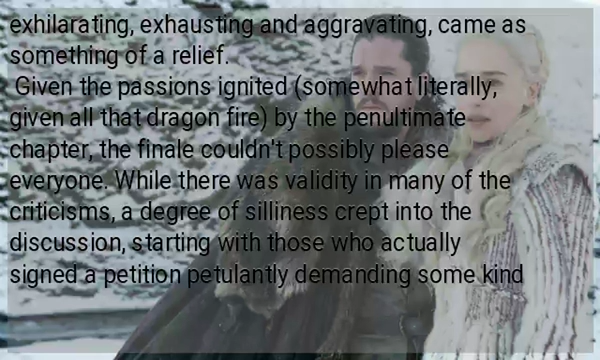 exhilarating, exhausting and aggravating, came as
something of a relief.
Given the passions ignited (somewhat literally,
given all that dragon fire) by the penultimate
chapter, the finale couldn't possibly please
everyone. While there was validity in many of the
criticisms, a degree of silliness crept into the
discussion, starting with those who actually
signed a petition petulantly demanding some kind